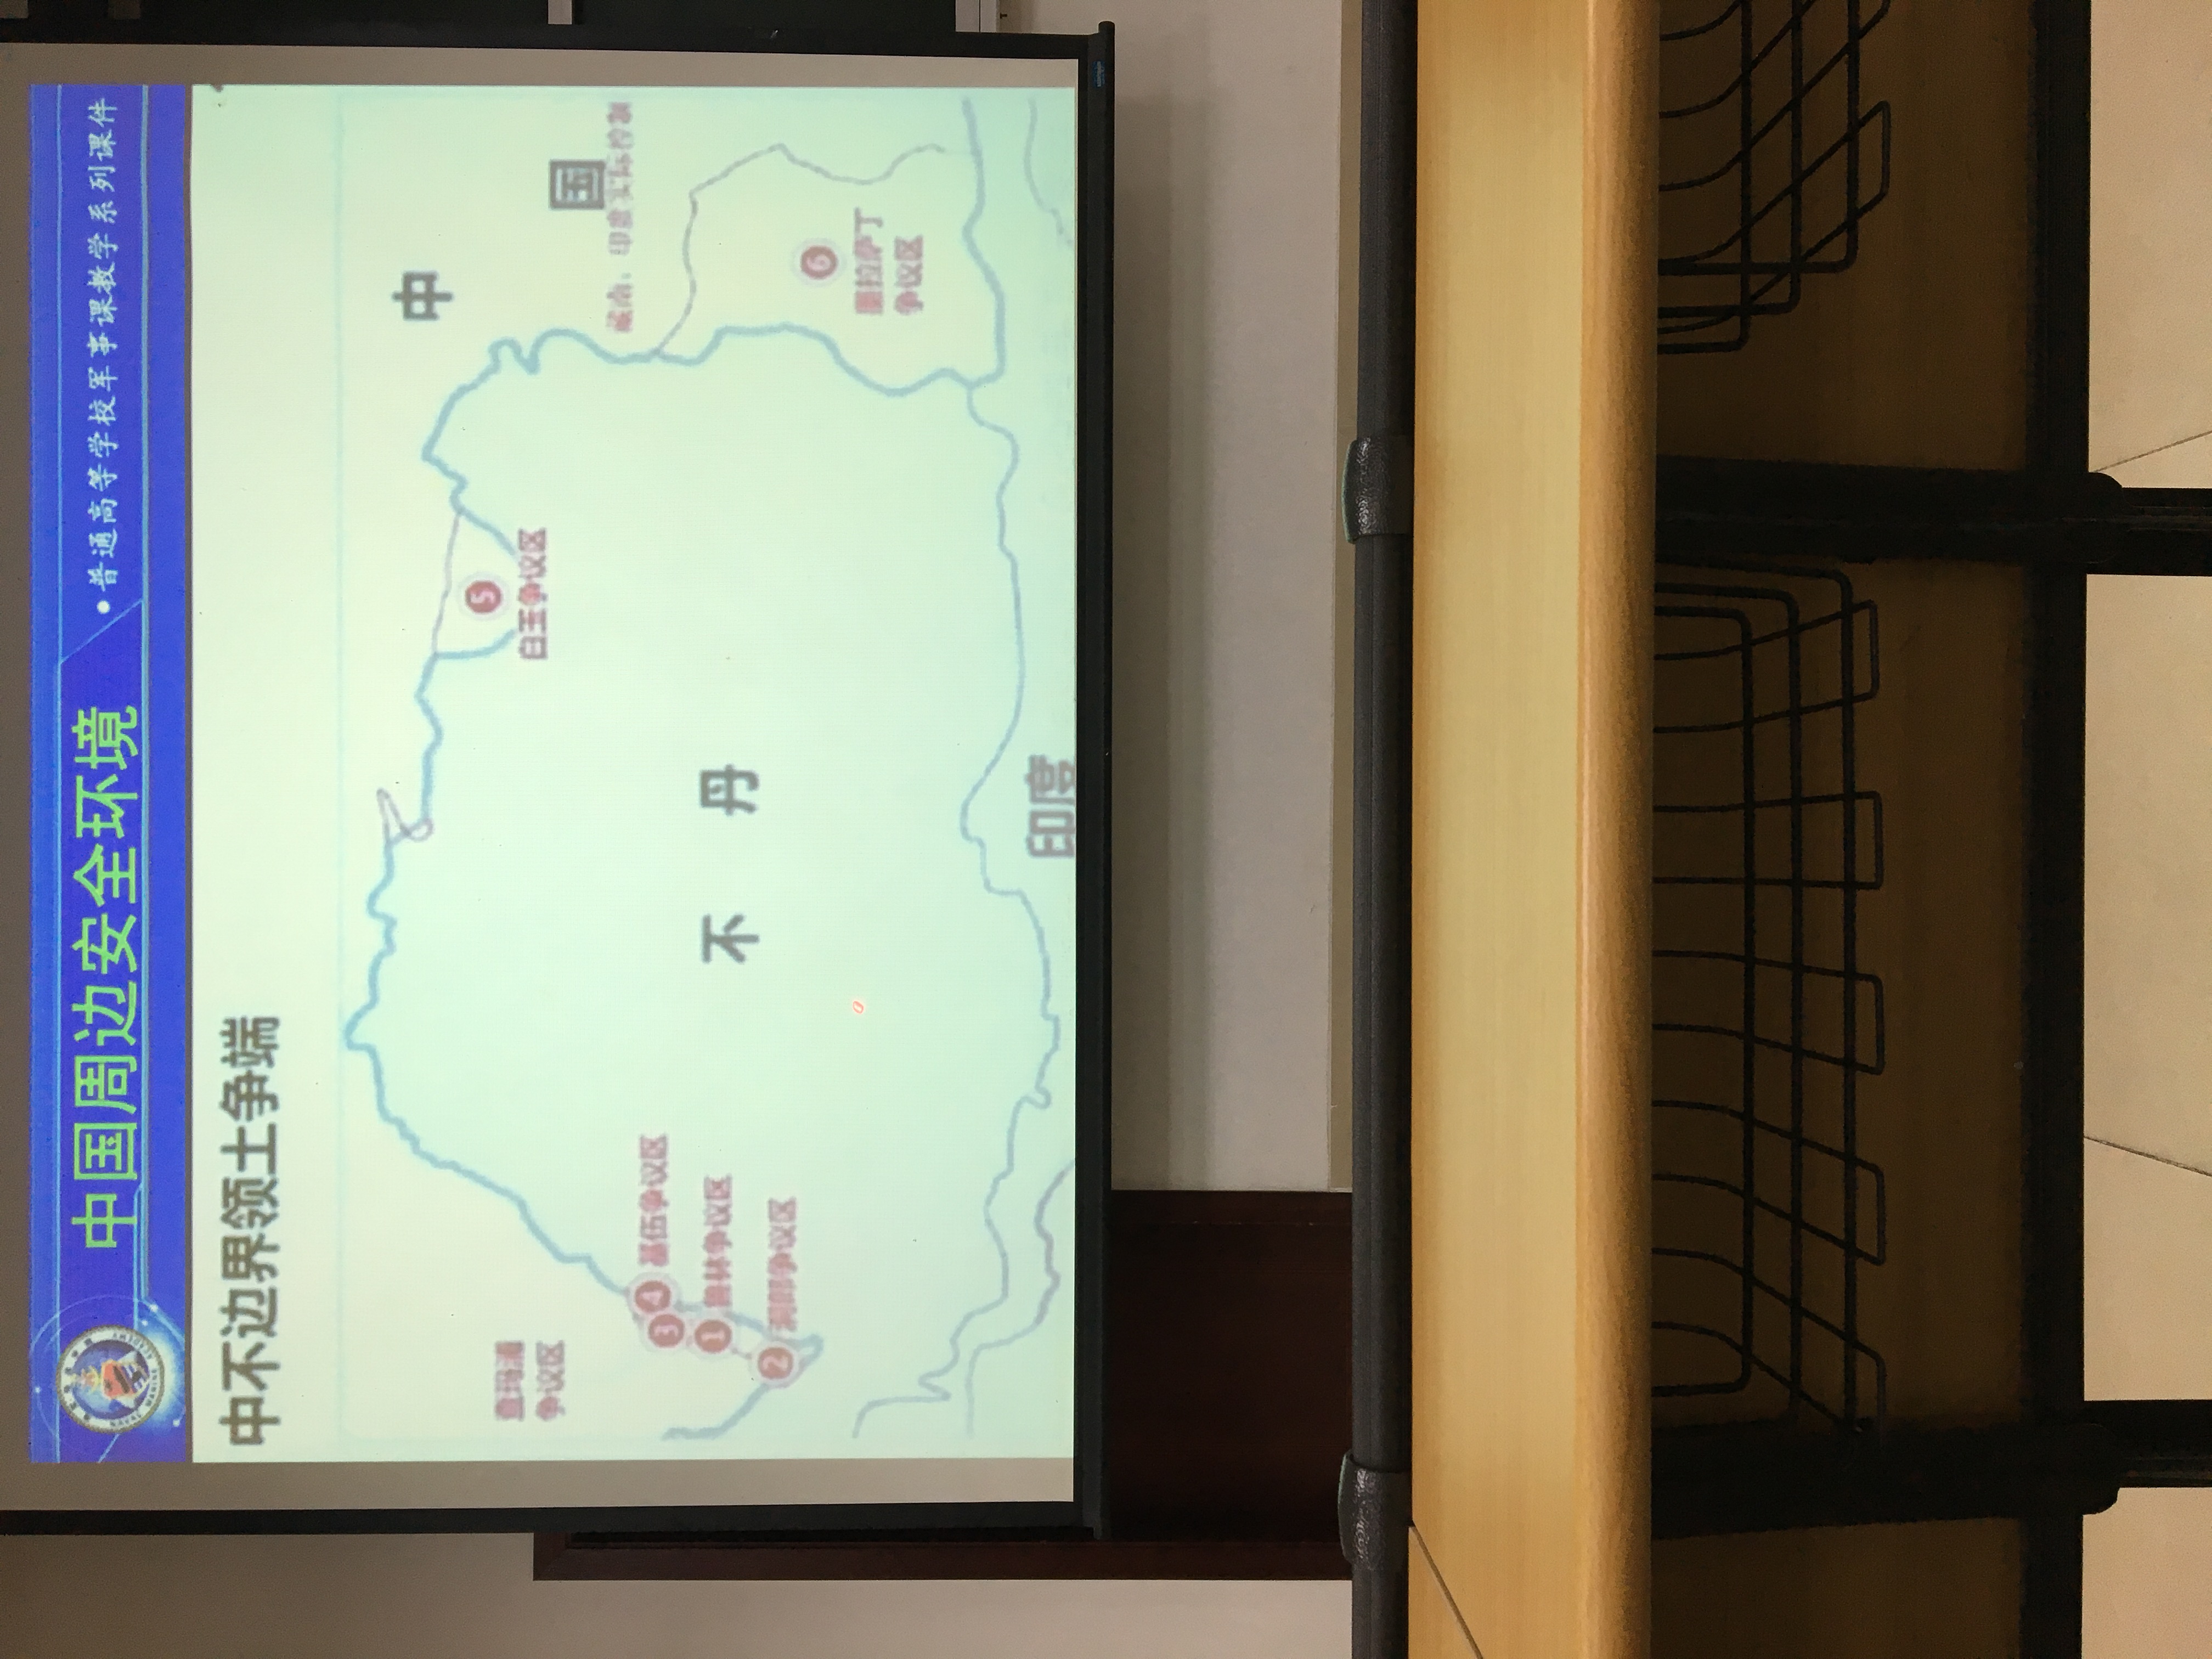 中国周边安全环境
•普通高等学校军事课教学系列课件
中不边界领土争端
中
国
查玛浦
争议区
5
白玉争议区
藏南：印度实际控制
3
4
基伍争议区
1
鲁林争议区
2
洞郎争议区
不 丹
6
墨拉萨丁
争议区
印度